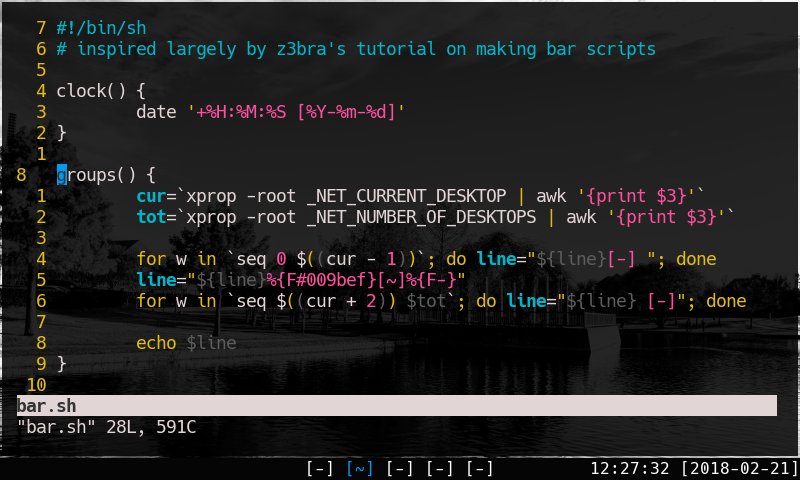 7 #!/bin/sh
6 # inspired largely by z3bra's tutorial on making bar scripts
5
4 clock() {
3         date '+%H:%M:%S [%Y-%m-%d]'
2 }
1
8   groups() {
1         cur=`xprop -root _NET_CURRENT_DESKTOP | awk '{print $3}'`
2         tot=`xprop -root _NET_NUMBER_OF_DESKTOPS | awk '{print $3}'`
3
4         for w in `seq 0 $((cur - 1))`; do line="${line}[-] "; done
5         line="${line}%{F#009bef}[~]%{F-}"
6         for w in `seq $((cur + 2)) $tot`; do line="${line} [-]"; done
7
8         echo $line
9 }
10
bar.sh
"bar.sh" 28L, 591C
[-] [~] [-] [-] [-] 12:27:32 [2018-02-21]